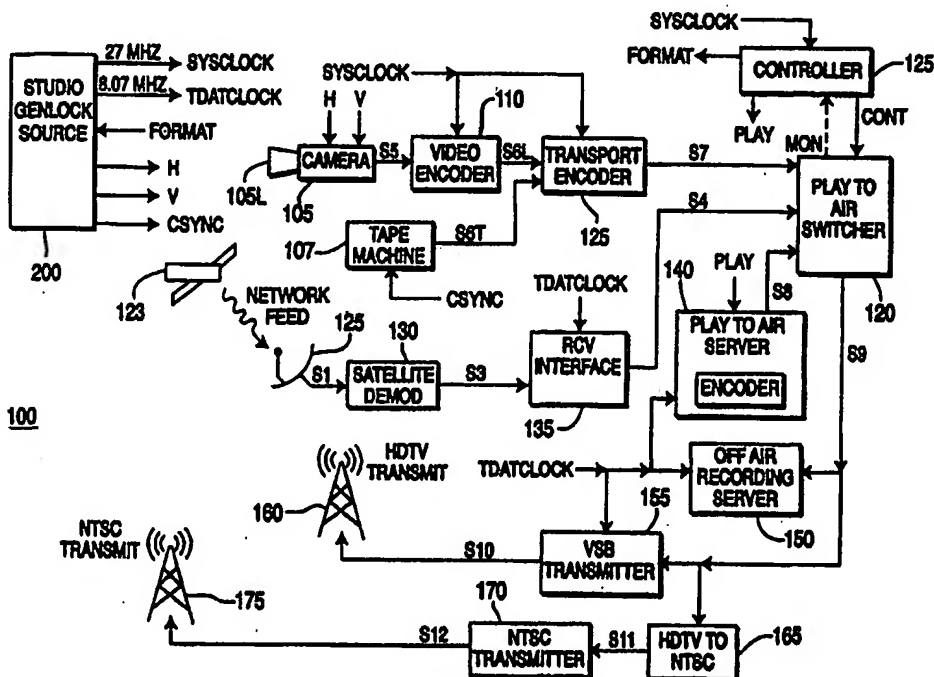 27 MHZ
SYSCLOCK
8.07 MHZ
TDATCLOCK
STUDIO
GENLOCK
SOURCE
FORMAT
H
V
CSYNC
200
SYSCLOCK
H V
110
105L
CAMERA
105
S5
VIDEO
ENCODER
S6L
TRANSPORT
ENCODER
125
S7
107
TAPE
MACHINE
S6T
CSYNC
SYSCLOCK
FORMAT
CONTROLLER
125
PLAY
MON
CONT
S4
PLAY TO
AIR
SWITCHER
120
123
NETWORK
FEED
125
S1
130
SATELLITE
DEMOD
S3
TDATCLOCK
RCV
INTERFACE
135
140
PLAY
S8
PLAY TO AIR
SERVER
ENCODER
S9
100
HDTV
TRANSMIT
160
TDATCLOCK
OFF AIR
RECORDING
SERVER
150
155
VSB
TRANSMITTER
S10
NTSC
TRANSMIT
175
170
NTSC
TRANSMITTER
S12
S11
HDTV TO
NTSC
165